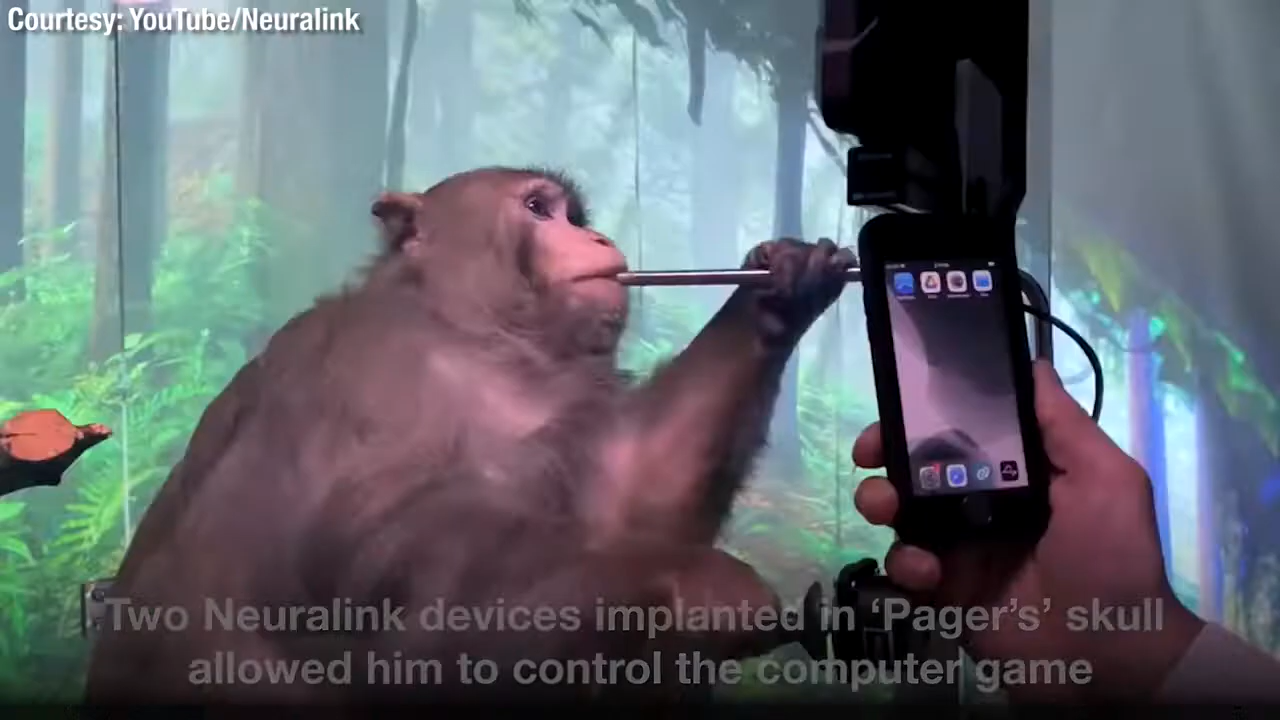 Courtesy: YouTube/Neuralink
Two Neuralink devices implanted in ‘Pager’s’ skull
allowed him to control the computer game